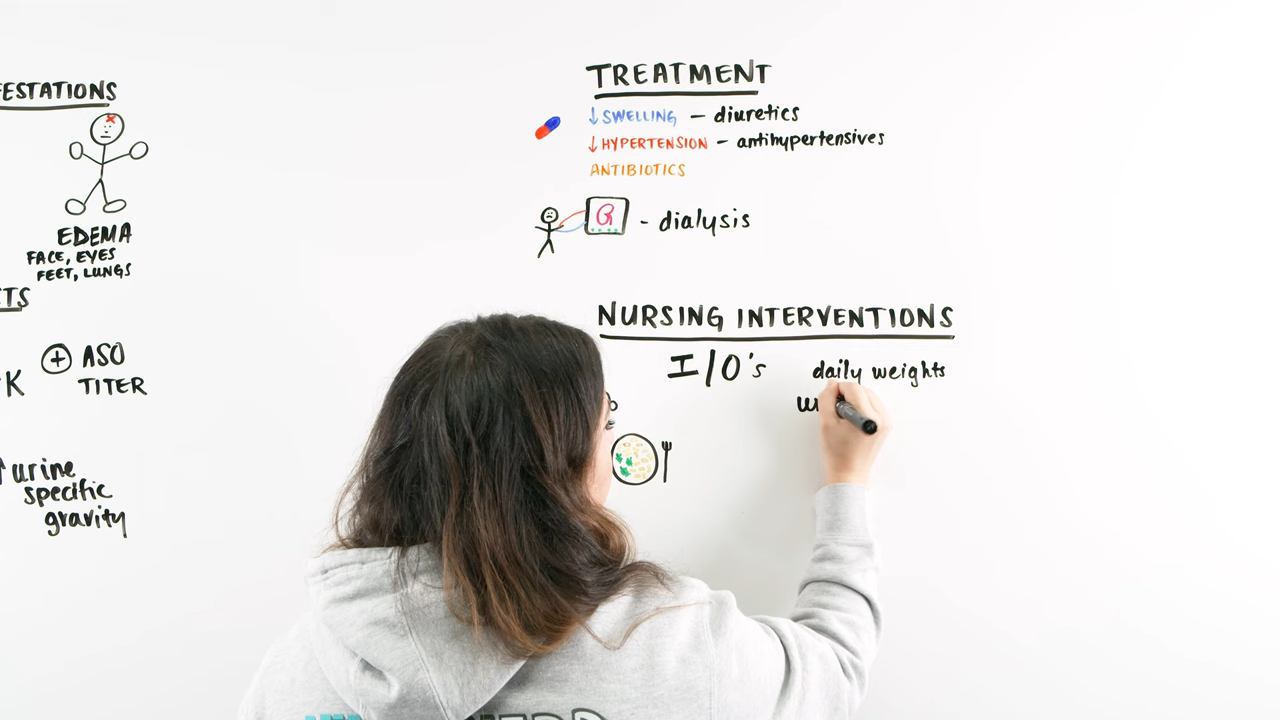 FESTATIONS
EDEMA
FACE, EYES
FEET, LUNGS
TS
K
+ ASO
TITER
↑ urine
specific
gravity
TREATMENT
↓ SWELLING – diuretics
↓ HYPERTENSION – antihypertensives
ANTIBIOTICS
- dialysis
NURSING INTERVENTIONS
I/O's
daily weights